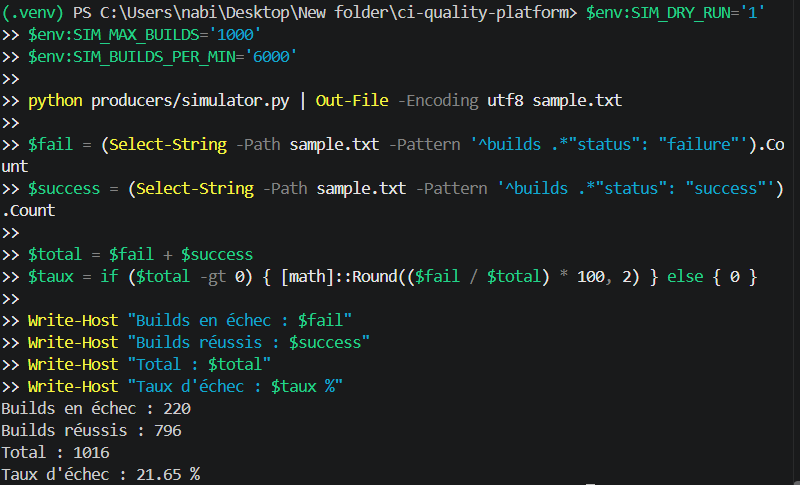 (.venv) PS C:\Users\nabi\Desktop\New folder\ci-quality-platform> $env:SIM_DRY_RUN='1'
>> $env:SIM_MAX_BUILDS='1000'
>> $env:SIM_BUILDS_PER_MIN='6000'
>>
>> python producers/simulator.py | Out-File -Encoding utf8 sample.txt
>>
>> $fail = (Select-String -Path sample.txt -Pattern '^builds .*"status": "failure"').Co
unt
>> $success = (Select-String -Path sample.txt -Pattern '^builds .*"status": "success"')
.Count
>>
>> $total = $fail + $success
>> $taux = if ($total -gt 0) { [math]::Round(($fail / $total) * 100, 2) } else { 0 }
>>
>> Write-Host "Builds en échec : $fail"
>> Write-Host "Builds réussis : $success"
>> Write-Host "Total : $total"
>> Write-Host "Taux d'échec : $taux %"
Builds en échec : 220
Builds réussis : 796
Total : 1016
Taux d'échec : 21.65 %